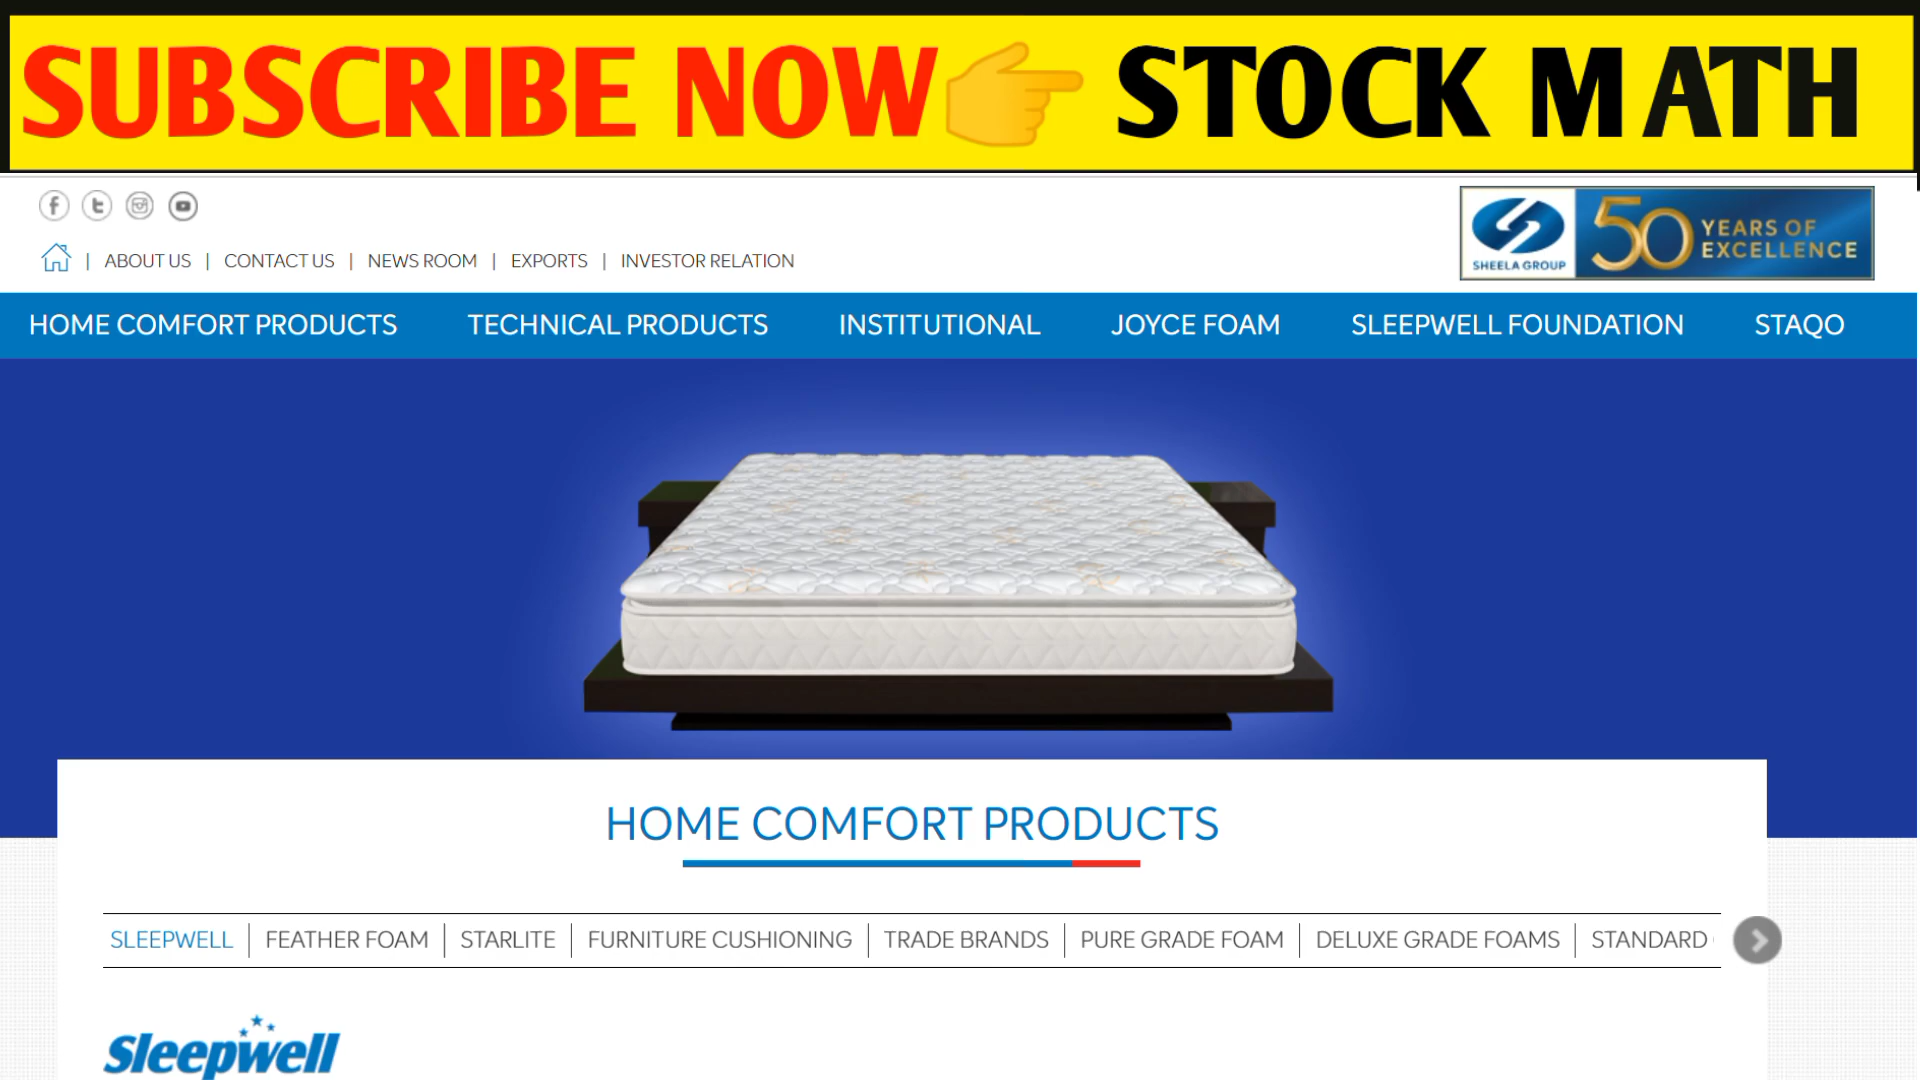 SUBSCRIBE NOW👉 STOCK MATH
SHEELA GROUP
50 YEARS OF EXCELLENCE
| ABOUT US | CONTACT US | NEWS ROOM | EXPORTS | INVESTOR RELATION
HOME COMFORT PRODUCTS TECHNICAL PRODUCTS INSTITUTIONAL JOYCE FOAM SLEEPWELL FOUNDATION STAQO
HOME COMFORT PRODUCTS
SLEEPWELL | FEATHER FOAM | STARLITE | FURNITURE CUSHIONING | TRADE BRANDS | PURE GRADE FOAM | DELUXE GRADE FOAMS | STANDARD
Sleepwell